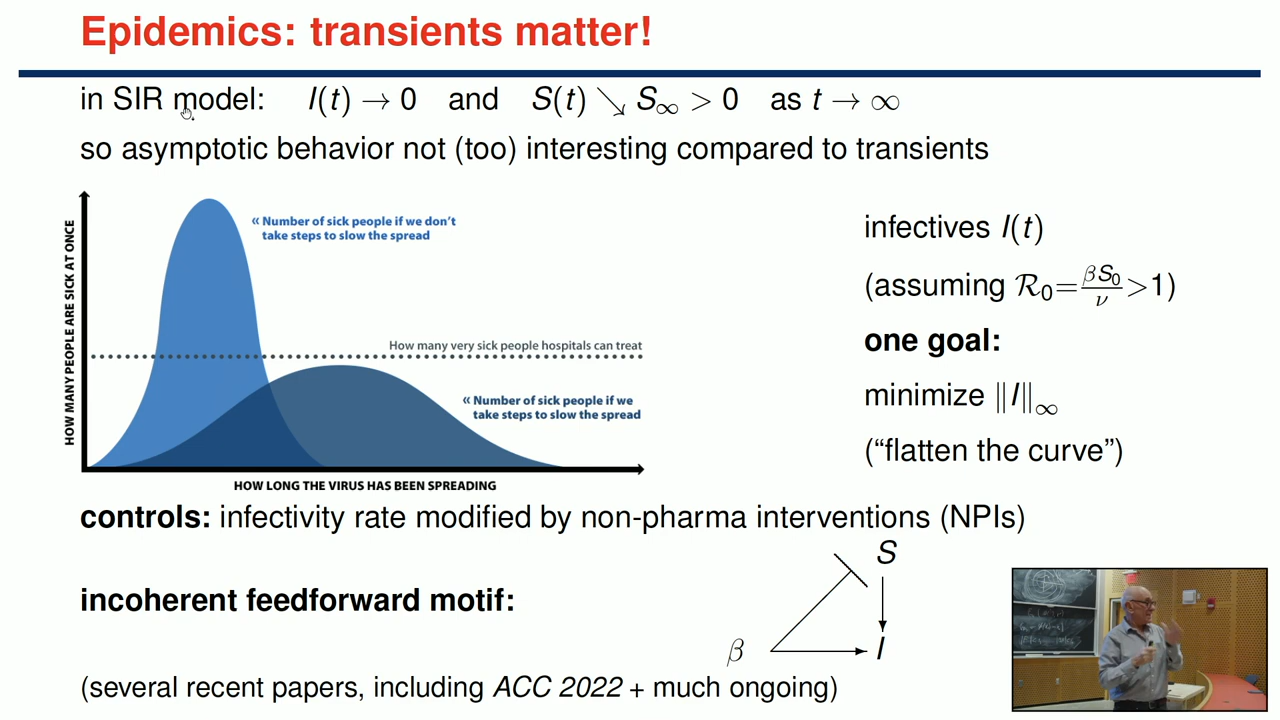 Epidemics: transients matter!
in SIR model: I(t) → 0 and S(t) ↘ S∞ > 0 as t → ∞
so asymptotic behavior not (too) interesting compared to transients
HOW MANY PEOPLE ARE SICK AT ONCE
« Number of sick people if we don't
take steps to slow the spread
How many very sick people hospitals can treat
« Number of sick people if we
take steps to slow the spread
HOW LONG THE VIRUS HAS BEEN SPREADING
infectives I(t)
(assuming R₀=βS₀/ν>1)
one goal:
minimize ‖I‖∞
("flatten the curve")
controls: infectivity rate modified by non-pharma interventions (NPIs)
incoherent feedforward motif:
S
β
I
(several recent papers, including ACC 2022 + much ongoing)